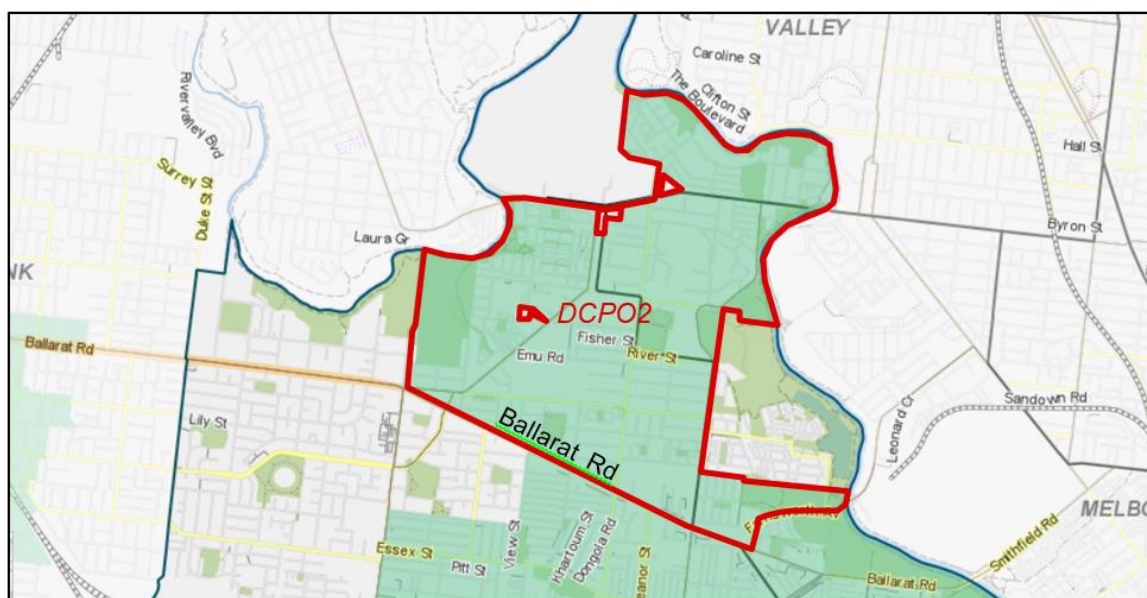 VALLEY
Caroline St
Clifton St
The Boulevard
Hall St
Rivervalley Bvd
Surrey St
Duke St
Byron St
Laura Gr
NK
DCPO2
Fisher St
Ballarat Rd
Emu Rd
River St
Sandown Rd
Leonard Cr
Lily St
Ballarat Rd
MELBO
Smithfield Rd
Essex St
View St
Khartoum St
Dongola Rd
eanor St
Pitt St
Ballarat Rd